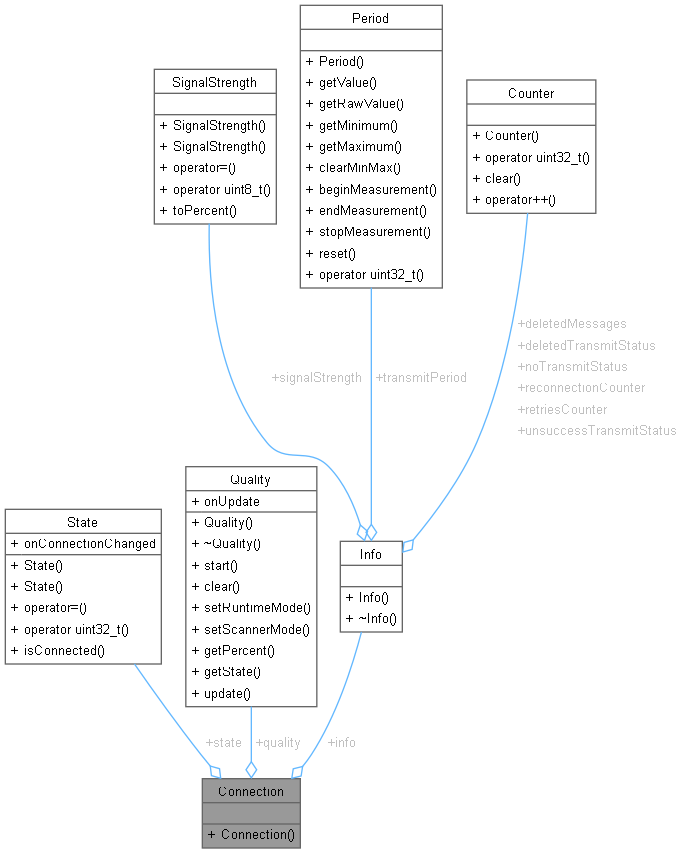 Period
+ Period()
+ getValue()
+ getRawValue()
+ getMinimum()
+ getMaximum()
+ clearMinMax()
+ beginMeasurement()
+ endMeasurement()
+ stopMeasurement()
+ reset()
+ operator uint32_t()
SignalStrength
+ SignalStrength()
+ SignalStrength()
+ operator=()
+ operator uint8_t()
+ toPercent()
Counter
+ Counter()
+ operator uint32_t()
+ clear()
+ operator++()
+signalStrength
+transmitPeriod
+deletedMessages
+deletedTransmitStatus
+noTransmitStatus
+reconnectionCounter
+retriesCounter
+unsuccessTransmitStatus
Quality
+ onUpdate
+ Quality()
+ ~Quality()
+ start()
+ clear()
+ setRuntimeMode()
+ setScannerMode()
+ getPercent()
+ getState()
+ update()
State
+ onConnectionChanged
+ State()
+ State()
+ operator=()
+ operator uint32_t()
+ isConnected()
Info
+ Info()
+ ~Info()
+state
+quality
+info
Connection
+ Connection()